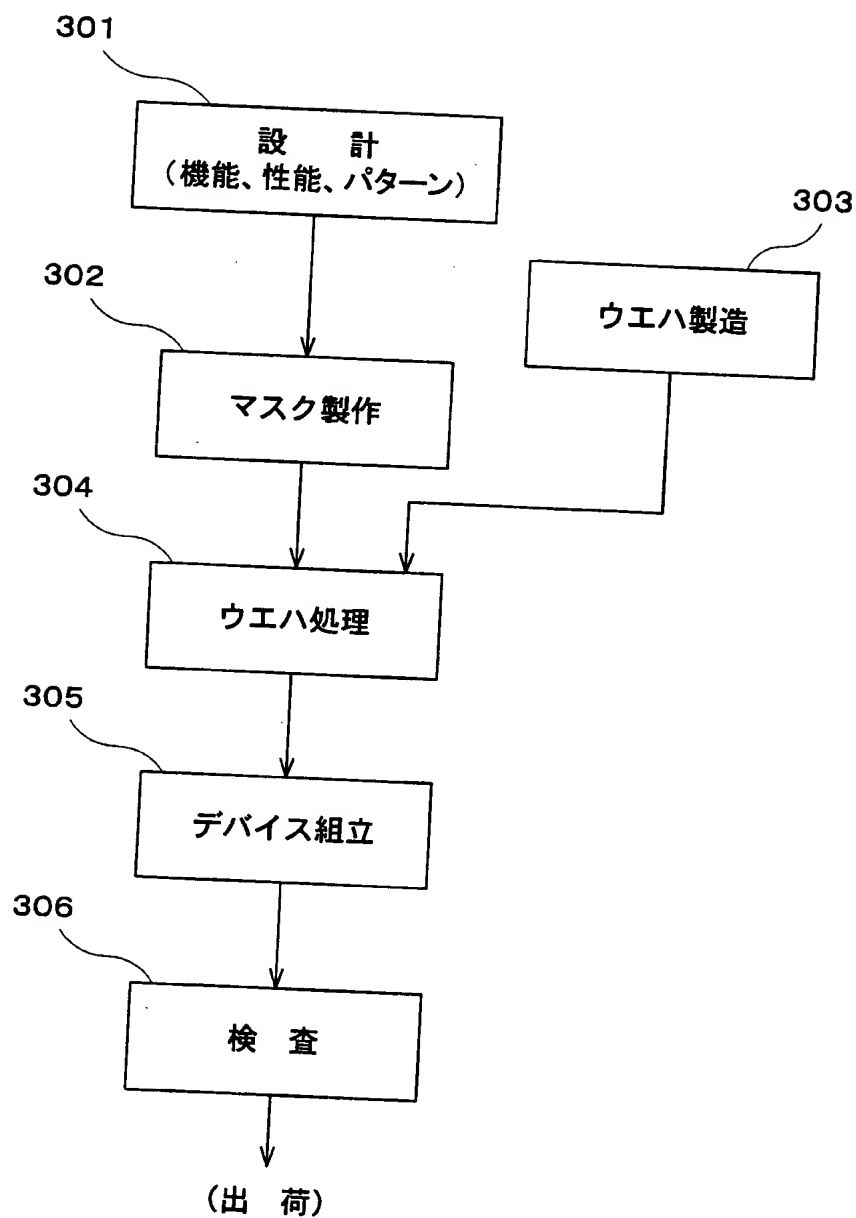 301
設　計
(機能、性能、パターン)
303
ウエハ製造
302
マスク製作
304
ウエハ処理
305
デバイス組立
306
検　査
(出　荷)